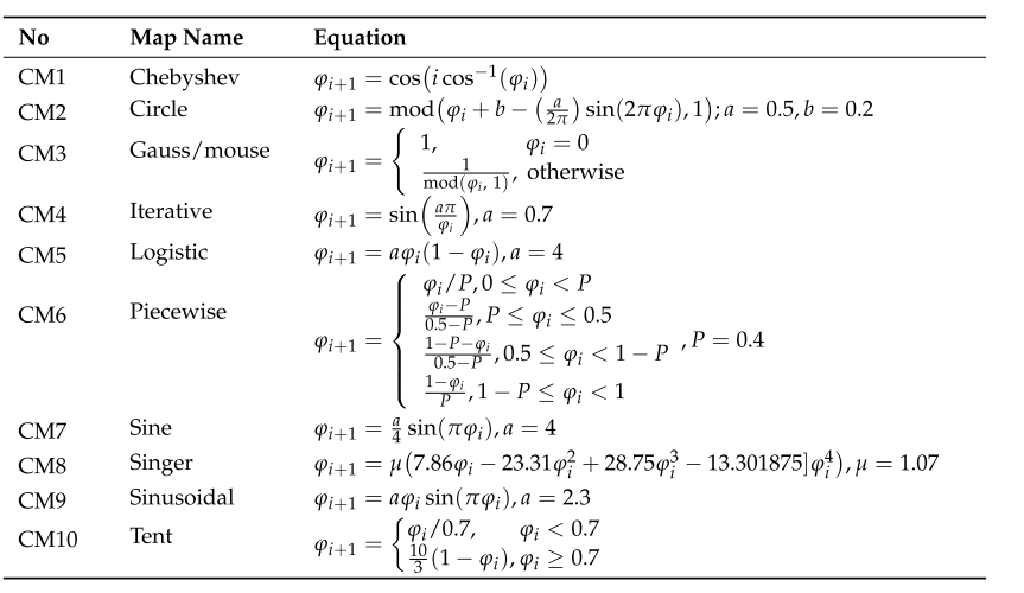 No Map Name Equation
CM1 Chebyshev φᵢ₊₁ = cos(i cos⁻¹(φᵢ))
CM2 Circle φᵢ₊₁ = mod(φᵢ + b − (a/2π) sin(2πφᵢ), 1); a = 0.5, b = 0.2
CM3 Gauss/mouse φᵢ₊₁ = { 1, φᵢ = 0
1/mod(φᵢ, 1), otherwise
CM4 Iterative φᵢ₊₁ = sin(aπ/φᵢ), a = 0.7
CM5 Logistic φᵢ₊₁ = aφᵢ(1 − φᵢ), a = 4
CM6 Piecewise φᵢ₊₁ = { φᵢ/P, 0 ≤ φᵢ < P
(φᵢ−P)/(0.5−P), P ≤ φᵢ ≤ 0.5
(1−P−φᵢ)/(0.5−P), 0.5 ≤ φᵢ < 1 − P
(1−φᵢ)/P, 1 − P ≤ φᵢ < 1
, P = 0.4
CM7 Sine φᵢ₊₁ = a/4 sin(πφᵢ), a = 4
CM8 Singer φᵢ₊₁ = μ(7.86φᵢ − 23.31φᵢ² + 28.75φᵢ³ − 13.301875]φᵢ⁴), μ = 1.07
CM9 Sinusoidal φᵢ₊₁ = aφᵢ sin(πφᵢ), a = 2.3
CM10 Tent φᵢ₊₁ = { φᵢ/0.7, φᵢ < 0.7
10/3 (1 − φᵢ), φᵢ ≥ 0.7